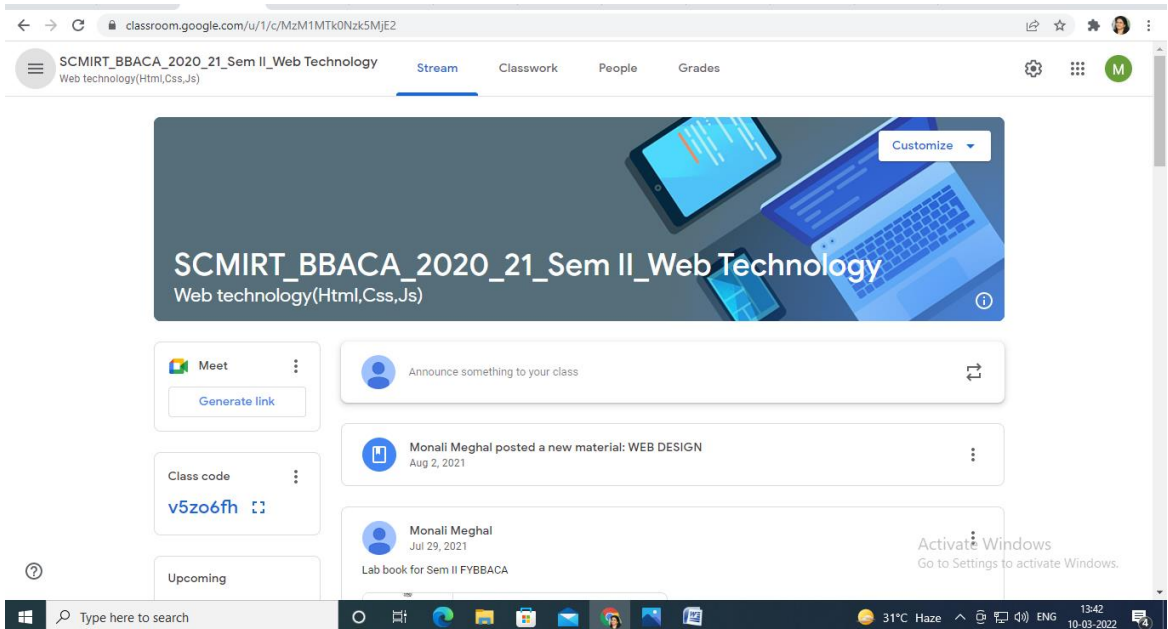 classroom.google.com/u/1/c/MzM1MTk0Nzk5MjE2
SCMIRT_BBACA_2020_21_Sem II_Web Technology
Web technology(Html,Css,Js)
Stream Classwork People Grades
M
Customize
SCMIRT_BBACA_2020_21_Sem II_Web Technology
Web technology(Html,Css,Js)
Meet
Generate link
Announce something to your class
Monali Meghal posted a new material: WEB DESIGN
Aug 2, 2021
Class code
v5zo6fh
Monali Meghal
Jul 29, 2021
Lab book for Sem II FYBBACA
Upcoming
Activate Windows
Go to Settings to activate Windows.
Type here to search
31°C Haze
ENG
13:42
10-03-2022
4